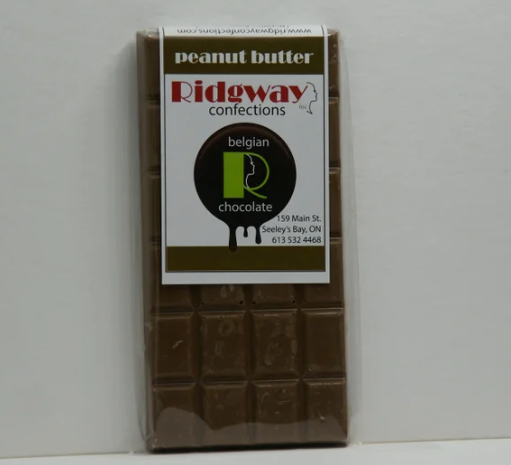 www.ridgwayconfections.com
peanut butter
Ridgway
confections
belgian
R
chocolate
159 Main St.
Seeley's Bay, ON
613 532 4468